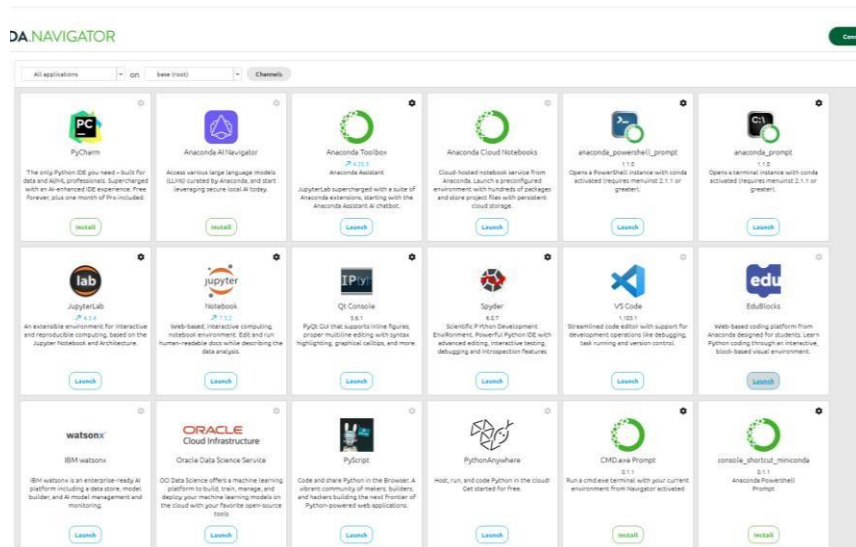 DA.NAVIGATOR
Conn
All applications
on
base (root)
Channels
PC
PyCharm
The only Python IDE you need – built for
data and AI/ML professionals. Supercharged
with an AI-enhanced IDE experience. Free
forever, plus one month of Pro included.
Install
Anaconda AI Navigator
Access various large language models
(LLMs) curated by Anaconda, and start
leveraging secure local AI today.
Install
Anaconda Toolbox
Anaconda Assistant
JupyterLab supercharged with a suite of
Anaconda extensions, starting with the
Anaconda Assistant AI chatbot.
Launch
Anaconda Cloud Notebooks
Cloud-hosted notebook service from
Anaconda. Launch a preconfigured
environment with hundreds of packages
and store project files with persistent
cloud storage.
Launch
anaconda_powershell_prompt
1.1.0
Opens a PowerShell instance with conda
activated (requires menuinst 2.1.1 or
greater).
Launch
C:\
anaconda_prompt
1.1.0
Opens a terminal instance with conda
activated (requires menuinst 2.1.1 or
greater).
Launch
lab
JupyterLab
An extensible environment for interactive
and reproducible computing, based on the
Jupyter Notebook and Architecture.
Launch
jupyter
Notebook
Web-based, interactive computing
notebook environment. Edit and run
human-readable docs while describing the
data analysis.
Launch
IP[y]:
Qt Console
5.6.1
PyQt GUI that supports inline figures,
proper multiline editing with syntax
highlighting, graphical calltips, and more.
Launch
Spyder
6.0.7
Scientific PYthon Development
EnviRonment. Powerful Python IDE with
advanced editing, interactive testing,
debugging and introspection features
Launch
VS Code
1.103.1
Streamlined code editor with support for
development operations like debugging,
task running and version control.
Launch
edu
EduBlocks
Web-based coding platform from
Anaconda designed for students. Learn
Python coding through an interactive,
block-based visual environment.
Launch
watsonx
IBM watsonx
IBM watsonx is an enterprise-ready AI
platform including a data store, model
builder, and AI model management and
monitoring.
Launch
ORACLE
Cloud Infrastructure
Oracle Data Science Service
OCI Data Science offers a machine learning
platform to build, train, manage, and
deploy your machine learning models on
the cloud with your favorite open-source
tools
Launch
PyScript
Code and share Python in the Browser. A
vibrant community of makers, builders,
and hackers building the next frontier of
Python-powered web applications.
Launch
PythonAnywhere
Host, run, and code Python in the cloud!
Get started for free.
Launch
CMD.exe Prompt
0.1.1
Run a cmd.exe terminal with your current
environment from Navigator activated
Install
console_shortcut_miniconda
0.1.1
Anaconda Powershell
Prompt
Install